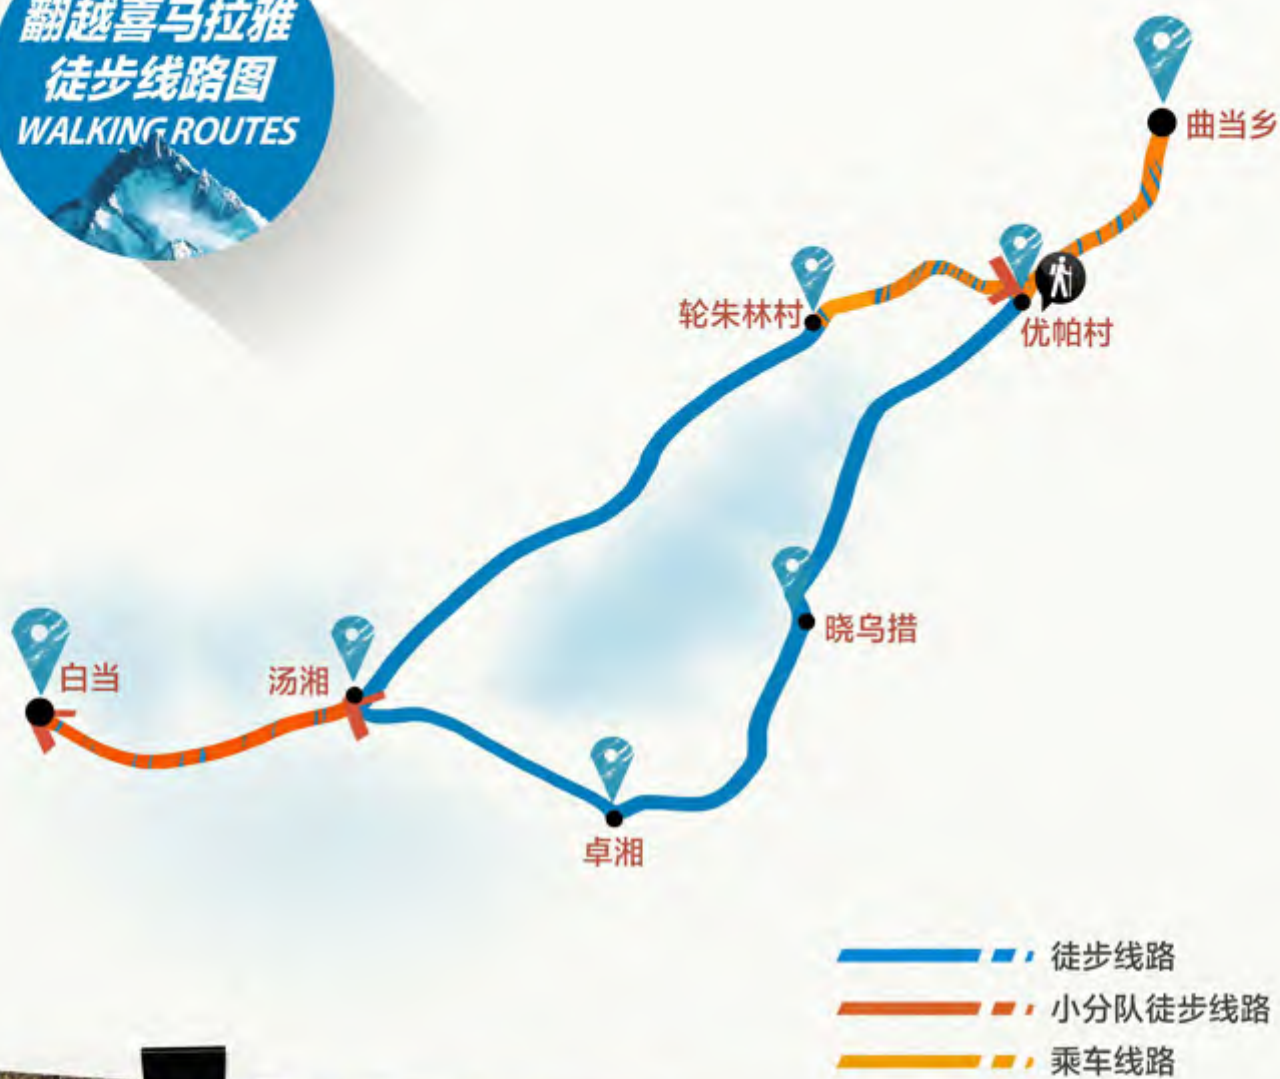 翻越喜马拉雅
徒步线路图
WALKING ROUTES
曲当乡
轮朱林村
优帕村
晓乌措
白当
汤湘
卓湘
徒步线路
小分队徒步线路
乘车线路